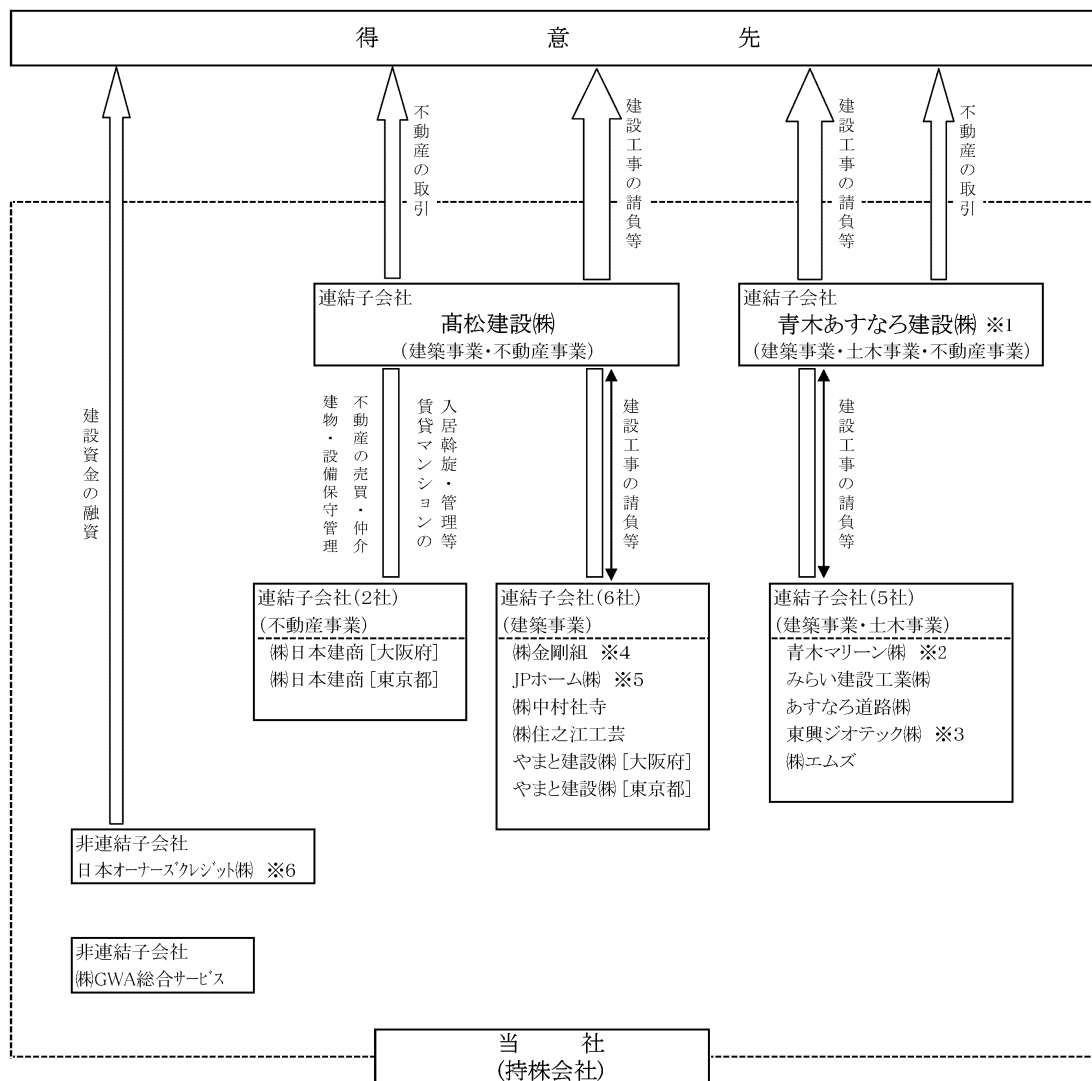 得意先
不動産の取引
建設工事の請負等
建設工事の請負等
不動産の取引
連結子会社
髙松建設㈱
(建築事業・不動産事業)
連結子会社
青木あすなろ建設㈱ ※1
(建築事業・土木事業・不動産事業)
建設資金の融資
賃貸マンションの
入居斡旋・管理等
不動産の売買・仲介
建物・設備保守管理
建設工事の請負等
建設工事の請負等
連結子会社(2社)
(不動産事業)
㈱日本建商 [大阪府]
㈱日本建商 [東京都]
連結子会社(6社)
(建築事業)
㈱金剛組 ※4
JPホーム㈱ ※5
㈱中村社寺
㈱住之江工芸
やまと建設㈱ [大阪府]
やまと建設㈱ [東京都]
連結子会社(5社)
(建築事業・土木事業)
青木マリーン㈱ ※2
みらい建設工業㈱
あすなろ道路㈱
東興ジオテック㈱ ※3
㈱エムズ
非連結子会社
日本オーナーズクレジット㈱ ※6
非連結子会社
㈱GWA総合サービス
当社
(持株会社)